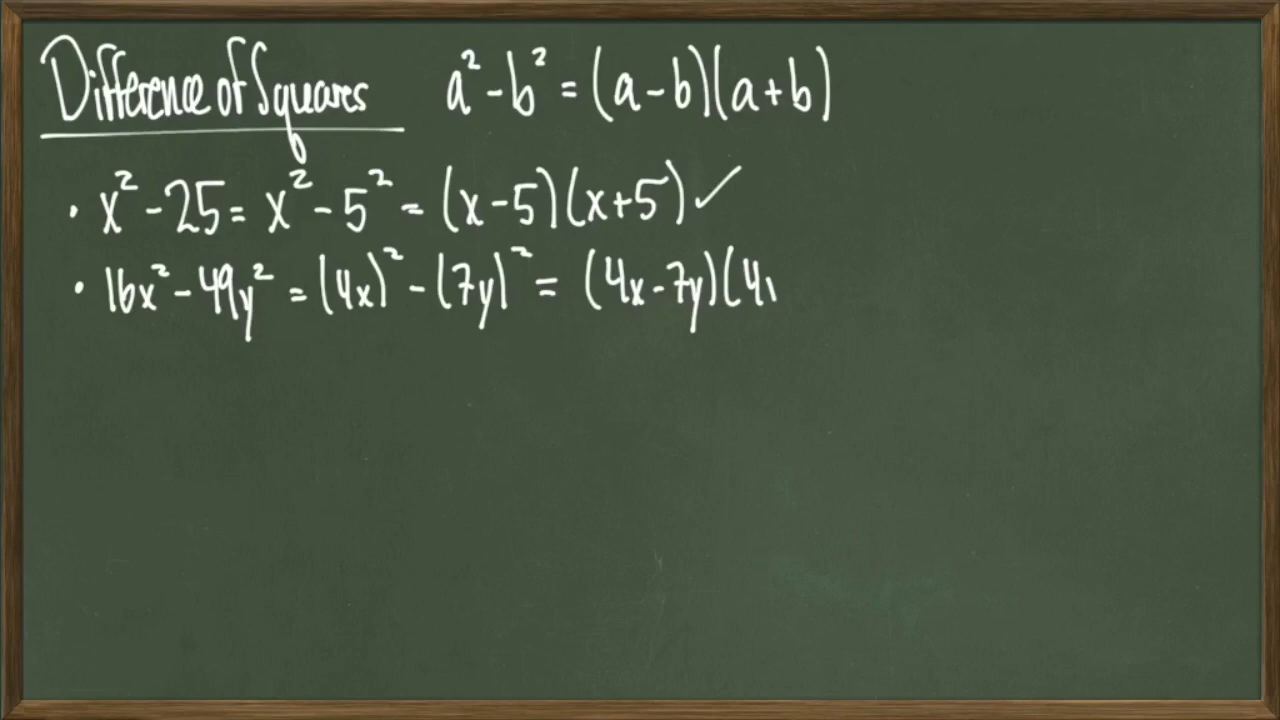 Difference of Squares a² - b² = (a - b)(a + b)
• x² - 25 = x² - 5² = (x - 5)(x + 5) ✓
• 16x² - 49y² = (4x)² - (7y)² = (4x - 7y)(4